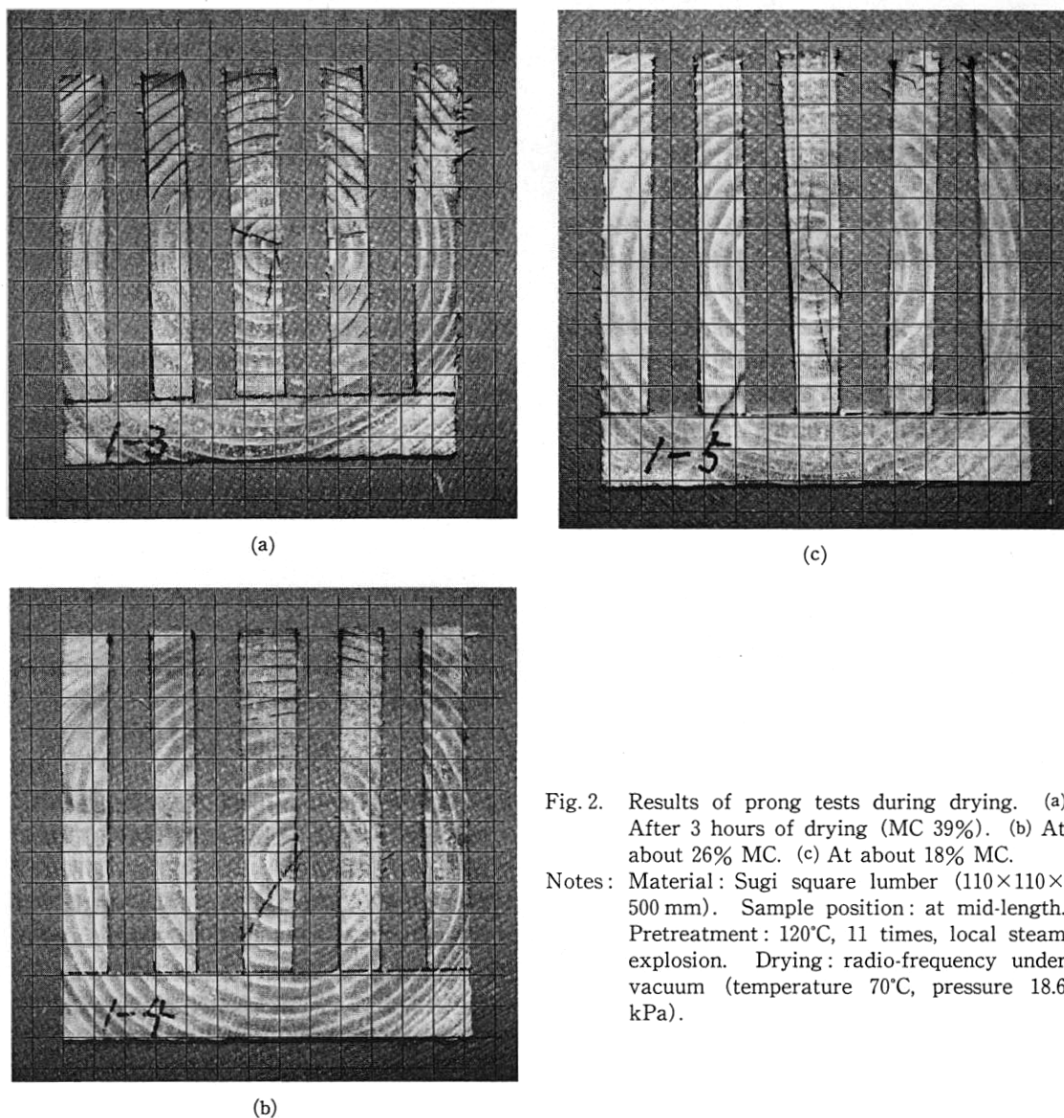 1-3
(a)
1-5
(c)
1-4
(b)
Fig. 2. Results of prong tests during drying. (a)
After 3 hours of drying (MC 39%). (b) At
about 26% MC. (c) At about 18% MC.
Notes: Material: Sugi square lumber (110×110×
500 mm). Sample position: at mid-length.
Pretreatment: 120°C, 11 times, local steam
explosion. Drying: radio-frequency under
vacuum (temperature 70°C, pressure 18.6
kPa).